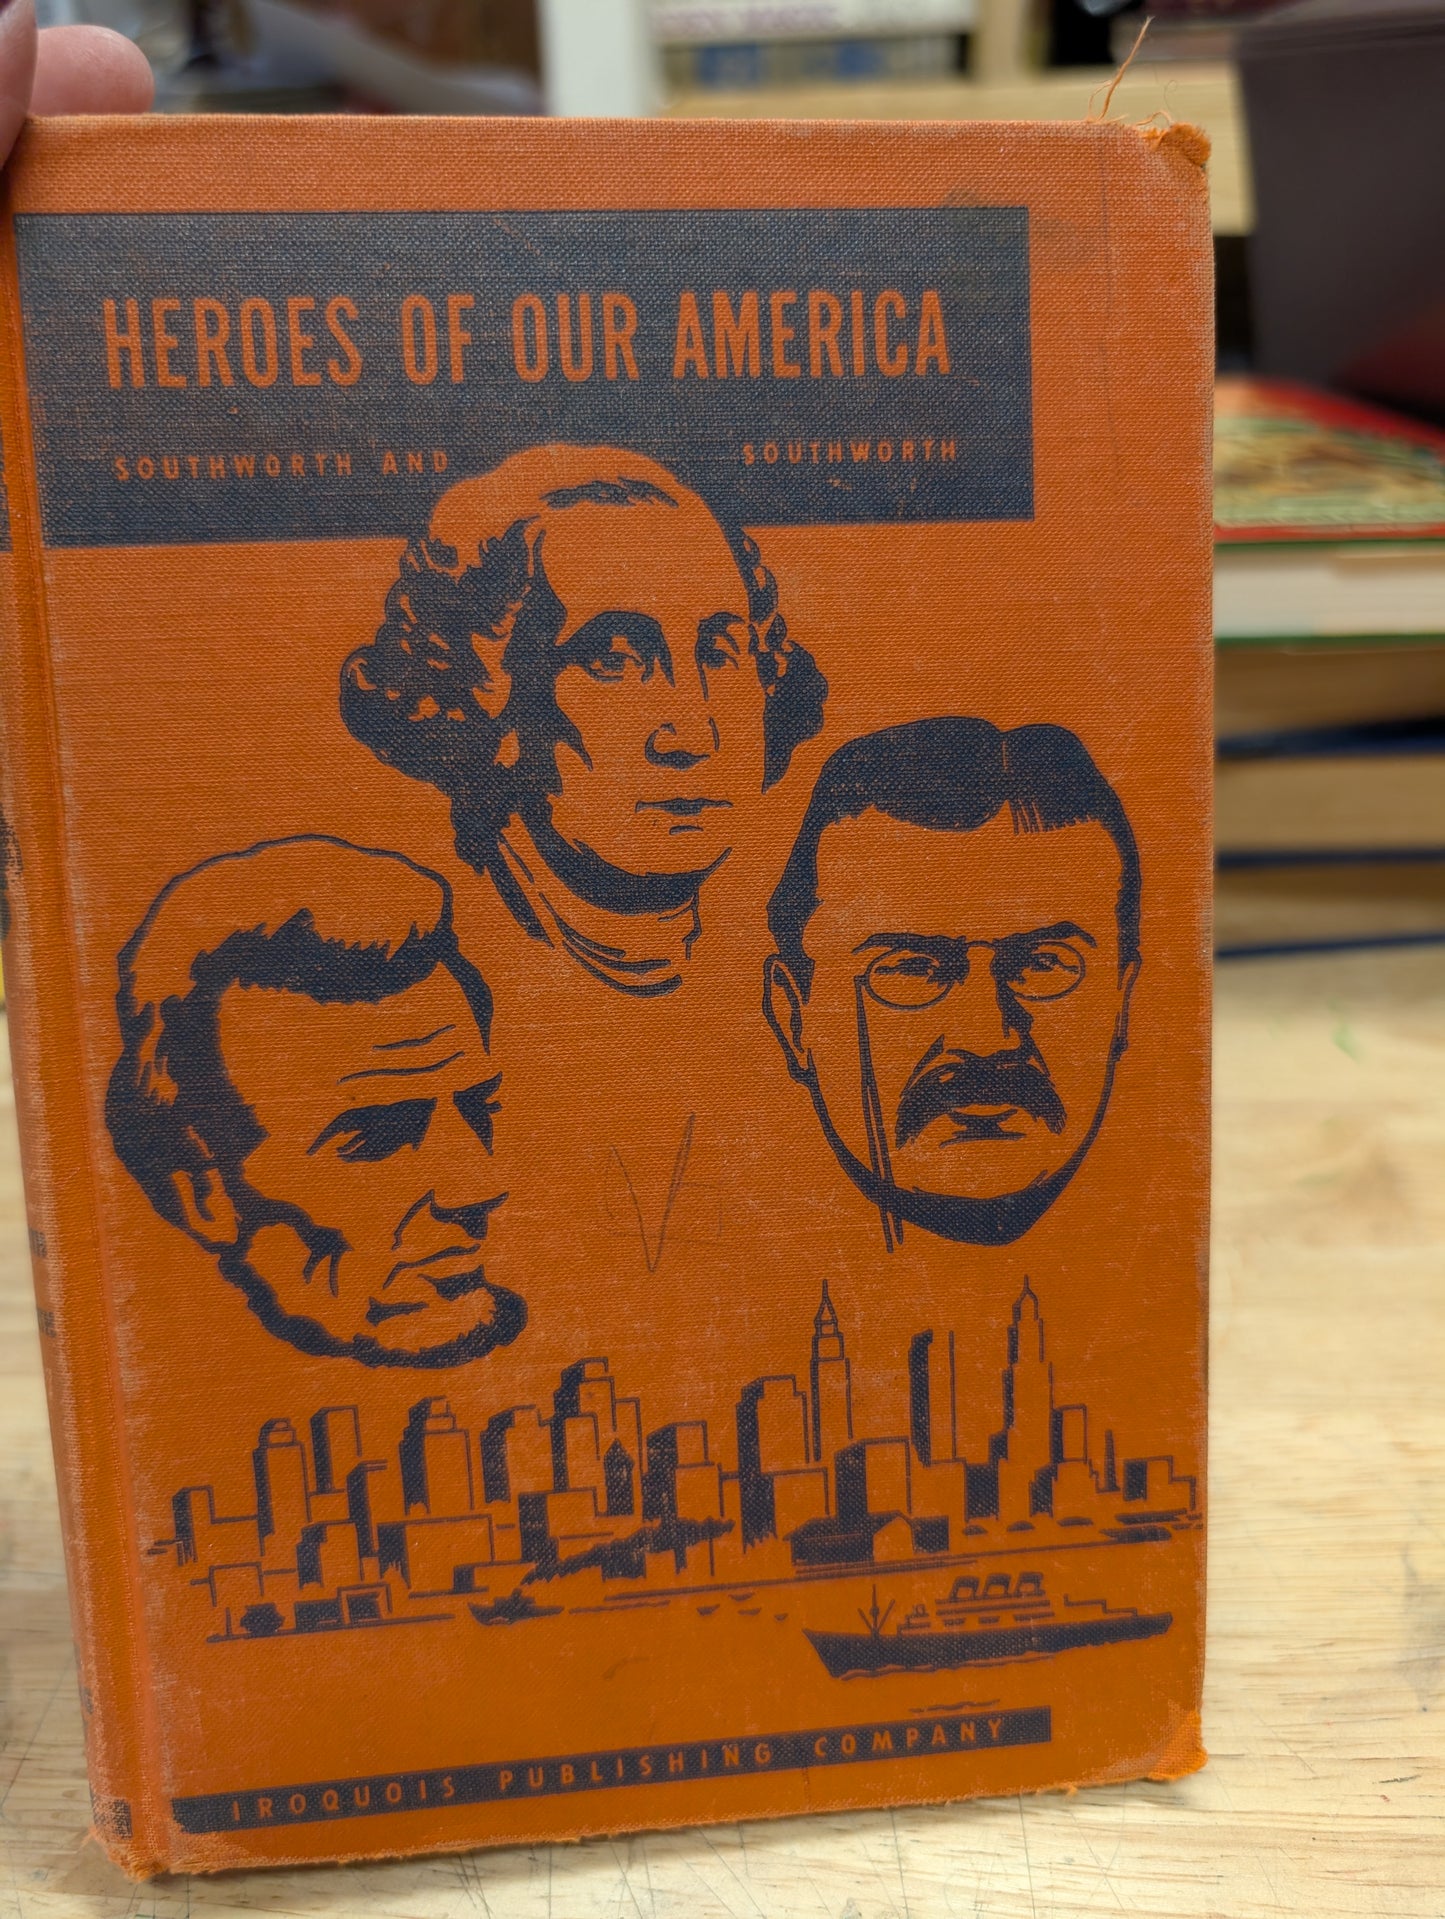 HEROES OF OUR AMERICA
SOUTHWORTH AND SOUTHWORTH
IROQUOIS PUBLISHING COMPANY